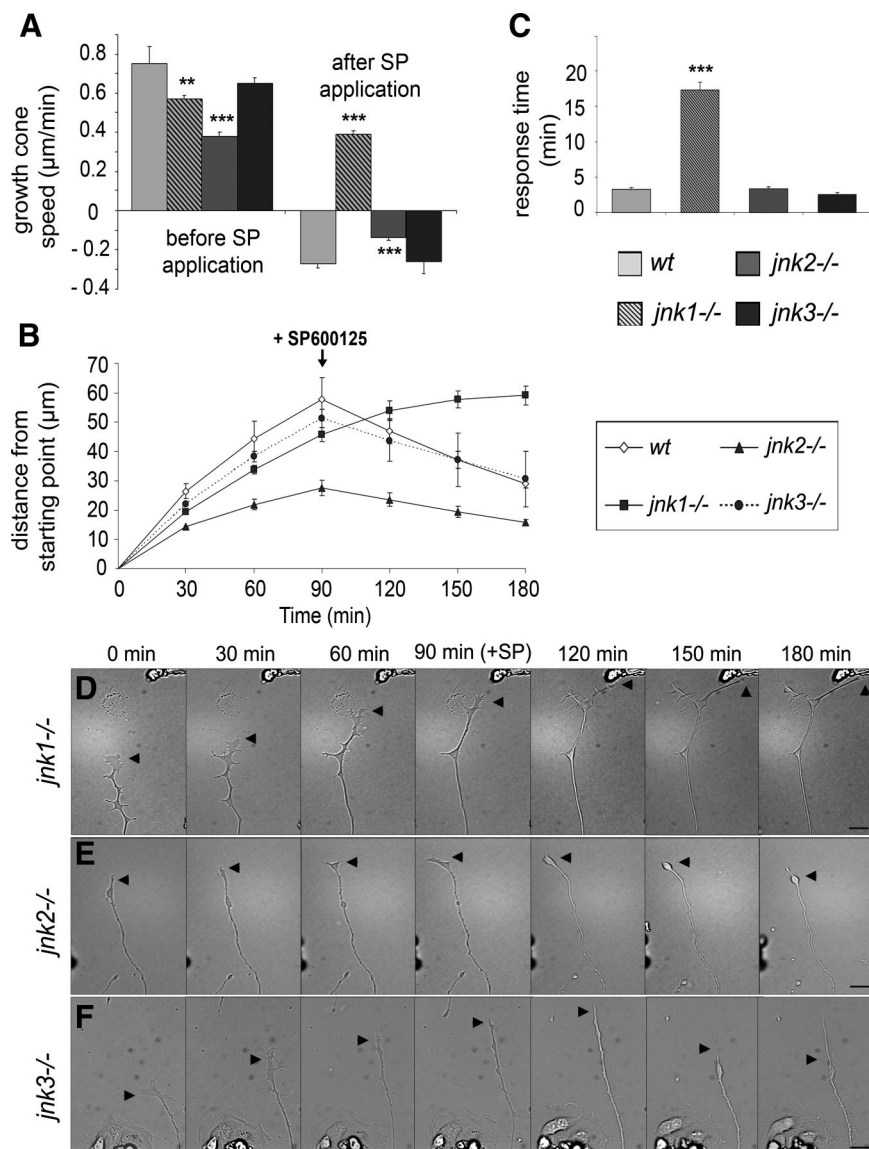 A
growth cone
speed (µm/min)
0.8
0.6
0.4
0.2
0
- 0.2
- 0.4
**
***
before SP
application
after SP
application
***
***
C
response time
(min)
20
15
10
5
0
***
wt
jnk2-/-
jnk1-/-
jnk3-/-
B
+ SP600125
distance from
starting point (µm)
70
60
50
40
30
20
10
0
0 30 60 90 120 150 180
Time (min)
wt
jnk2-/-
jnk1-/-
jnk3-/-
0 min 30 min 60 min 90 min (+SP) 120 min 150 min 180 min
D
jnk1-/-
E
jnk2-/-
F
jnk3-/-